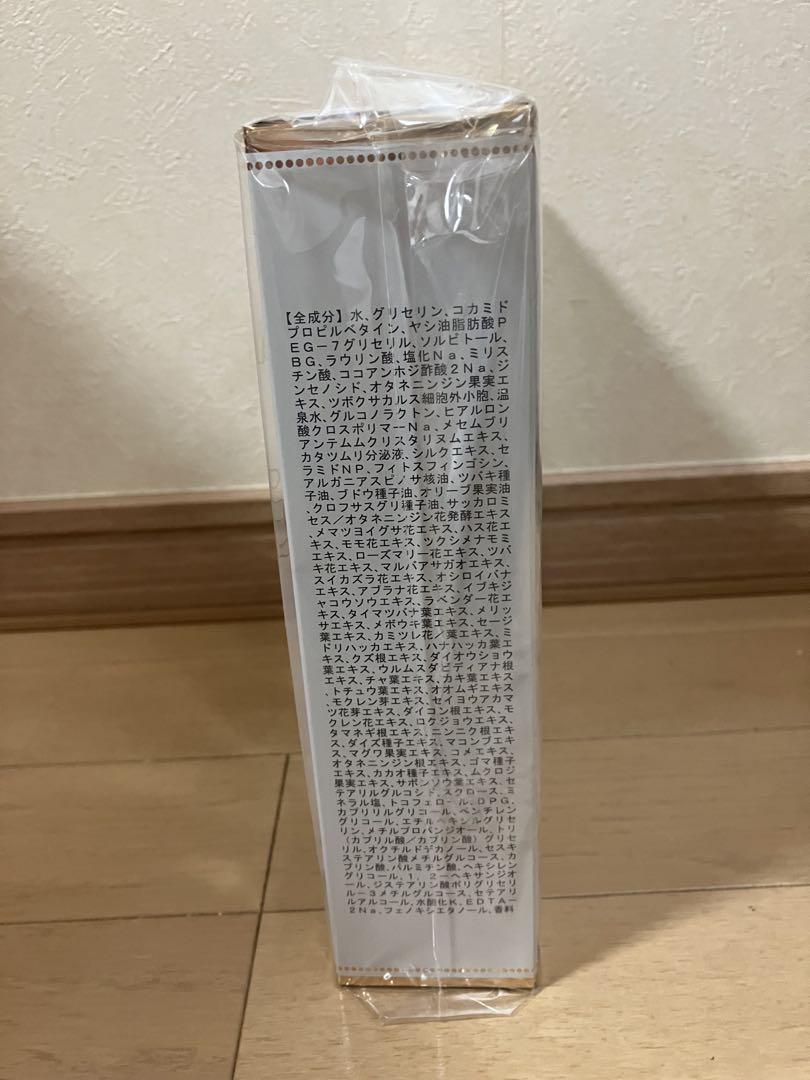 【全成分】水、グリセリン、コカミド
プロピルベタイン、ヤシ油脂肪酸P
EG-7グリセリル、ソルビトール、
BG、ラウリン酸、塩化Na、ミリス
チン酸、ココアンホジ酢酸2Na、ジ
ンセノシド、オタネニンジン果実エ
キス、ツボクサカルス細胞外小胞、温
泉水、グルコノラクトン、ヒアルロン
酸クロスポリマーNa、メセムブリ
アンテムムクリスタリヌムエキス、
カタツムリ分泌液、シルクエキス、セ
ラミドNP、フィトスフィンゴシン、
アルガニアスピノサ核油、ツバキ種
子油、ブドウ種子油、オリーブ果実油
、クロフサスグリ種子油、サッカロミ
セス/オタネニンジン花発酵エキス
、メマツヨイグサ花エキス、ハス花エ
キス、モモ花エキス、ツクシメナモミ
エキス、ローズマリー花エキス、ツバ
キ花エキス、マルバアサガオエキス、
スイカズラ花エキス、オシロイバナ
エキス、アブラナ花エキス、イブキジ
ャコウソウエキス、ラベンダー花エ
キス、タイマツバナ葉エキス、メリッ
サエキス、メボウキ葉エキス、セージ
葉エキス、カミツレ花/葉エキス、ミ
ドリハッカエキス、ハナハッカ葉エ
キス、クズ根エキス、ダイオウショウ
葉エキス、ウルムスダビディアナ根
エキス、チャ葉エキス、カキ葉エキス
、トチュウ葉エキス、オオムギエキス
、モクレン芽エキス、セイヨウアカマ
ツ花芽エキス、ダイコン根エキス、モ
クレン花エキス、ロクジョウエキス、
タマネギ根エキス、ニンニク根エキ
ス、ダイズ種子エキス、マコンブエキ
ス、マグワ果実エキス、コメエキス、
オタネニンジン根エキス、ゴマ種子
エキス、カカオ種子エキス、ムクロジ
果実エキス、サボンソウ葉エキス、セ
テアリルグルコシド、スクロース、ミ
ネラル塩、トコフェロール、DPG、
カプリリルグリコール、ペンチレン
グリコール、エチルヘキシルグリセ
リン、メチルプロパンジオール、トリ
(カプリル酸/カプリン酸)グリセ
リル、オクチルドデカノール、セスキ
ステアリン酸メチルグルコース、カ
プリン酸、パルミチン酸、ヘキシレン
グリコール、1,2-ヘキサンジオ
ール、ジステアリン酸ポリグリセリ
ル-3メチルグルコース、セテアリ
ルアルコール、水酸化K、EDTA-
2Na、フェノキシエタノール、香料